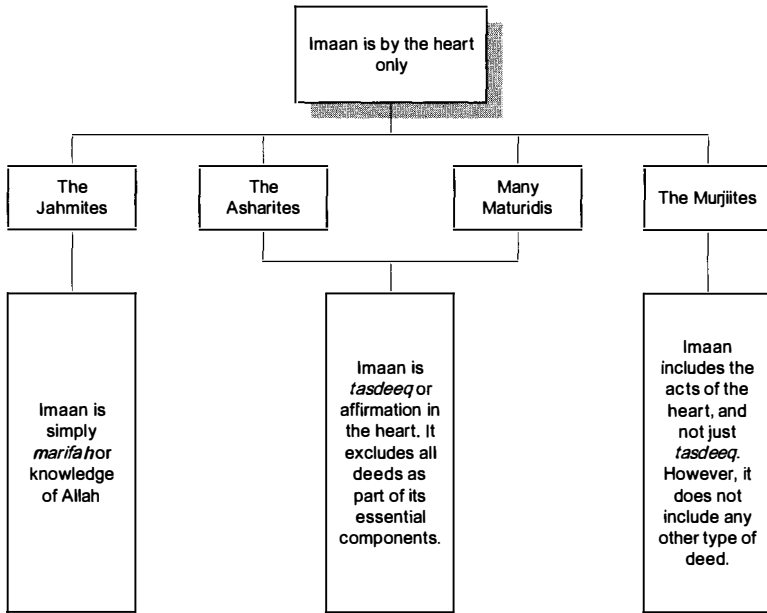 Imaan is by the heart
only
The
Jahmites
The
Asharites
Many
Maturidis
The Murjiites
Imaan is
simply
marifah or
knowledge
of Allah
Imaan is
tasdeeq or
affirmation in
the heart. It
excludes all
deeds as
part of its
essential
components.
Imaan
includes the
acts of the
heart, and
not just
tasdeeq.
However, it
does not
include any
other type of
deed.